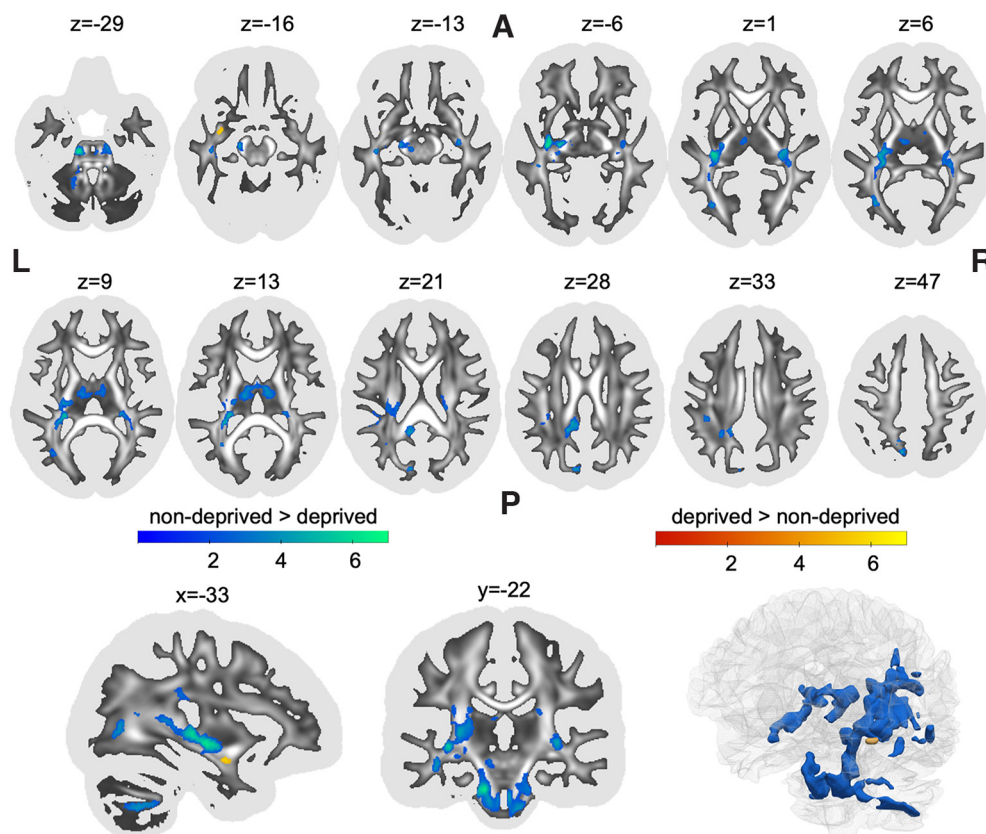 z=-29 z=-16 z=-13 A z=-6 z=1 z=6
L R
z=9 z=13 z=21 z=28 z=33 z=47
P
non-deprived > deprived deprived > non-deprived
2 4 6 2 4 6
x=-33 y=-22